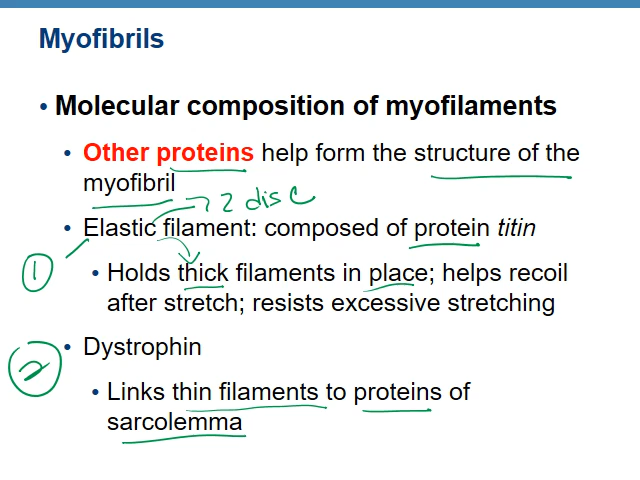 Myofibrils
• Molecular composition of myofilaments
• Other proteins help form the structure of the
myofibril
→ Z disc
• Elastic filament: composed of protein titin
1
• Holds thick filaments in place; helps recoil
after stretch; resists excessive stretching
• Dystrophin
2
• Links thin filaments to proteins of
sarcolemma